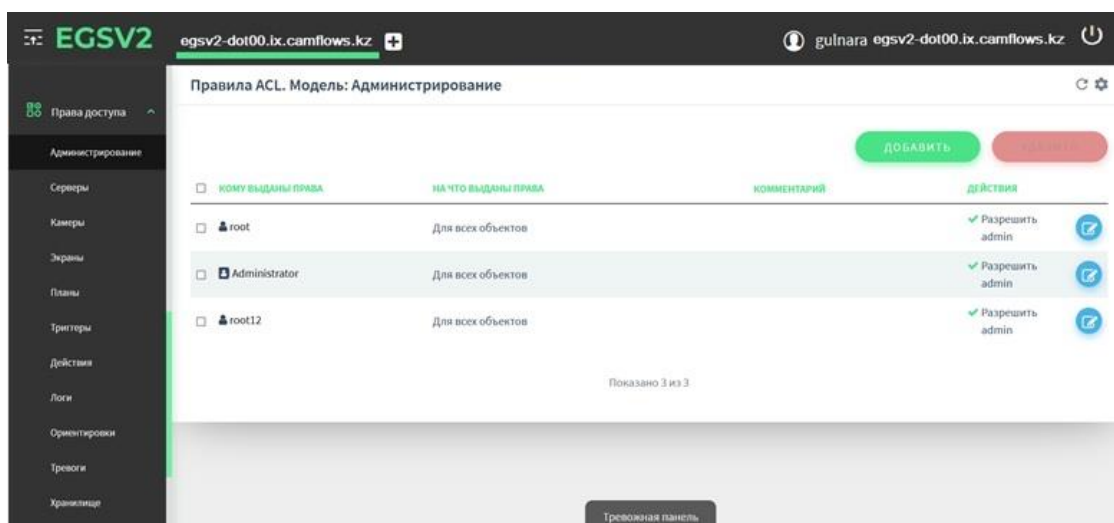 EGSV2
egsv2-dot00.ix.camflows.kz
gulnara egsv2-dot00.ix.camflows.kz
Правила ACL. Модель: Администрирование
Права доступа
Администрирование
Серверы
Камеры
Экраны
Планы
Триггеры
Действия
Логи
Ориентировки
Тревоги
Хранилище
ДОБАВИТЬ
КОМУ ВЫДАНЫ ПРАВА НА ЧТО ВЫДАНЫ ПРАВА КОММЕНТАРИЙ ДЕЙСТВИЯ
root Для всех объектов Разрешить
admin
Administrator Для всех объектов Разрешить
admin
root12 Для всех объектов Разрешить
admin
Показано 3 из 3
Тревожная панель